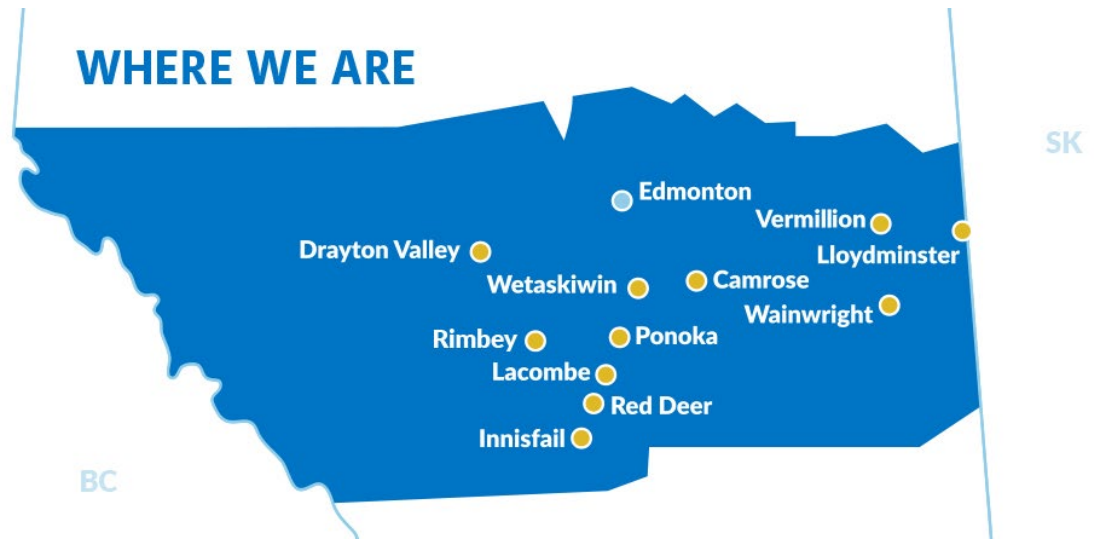 WHERE WE ARE
SK
Edmonton
Vermillion
Drayton Valley
Lloydminster
Wetaskiwin
Camrose
Wainwright
Rimbey
Ponoka
Lacombe
Red Deer
Innisfail
BC